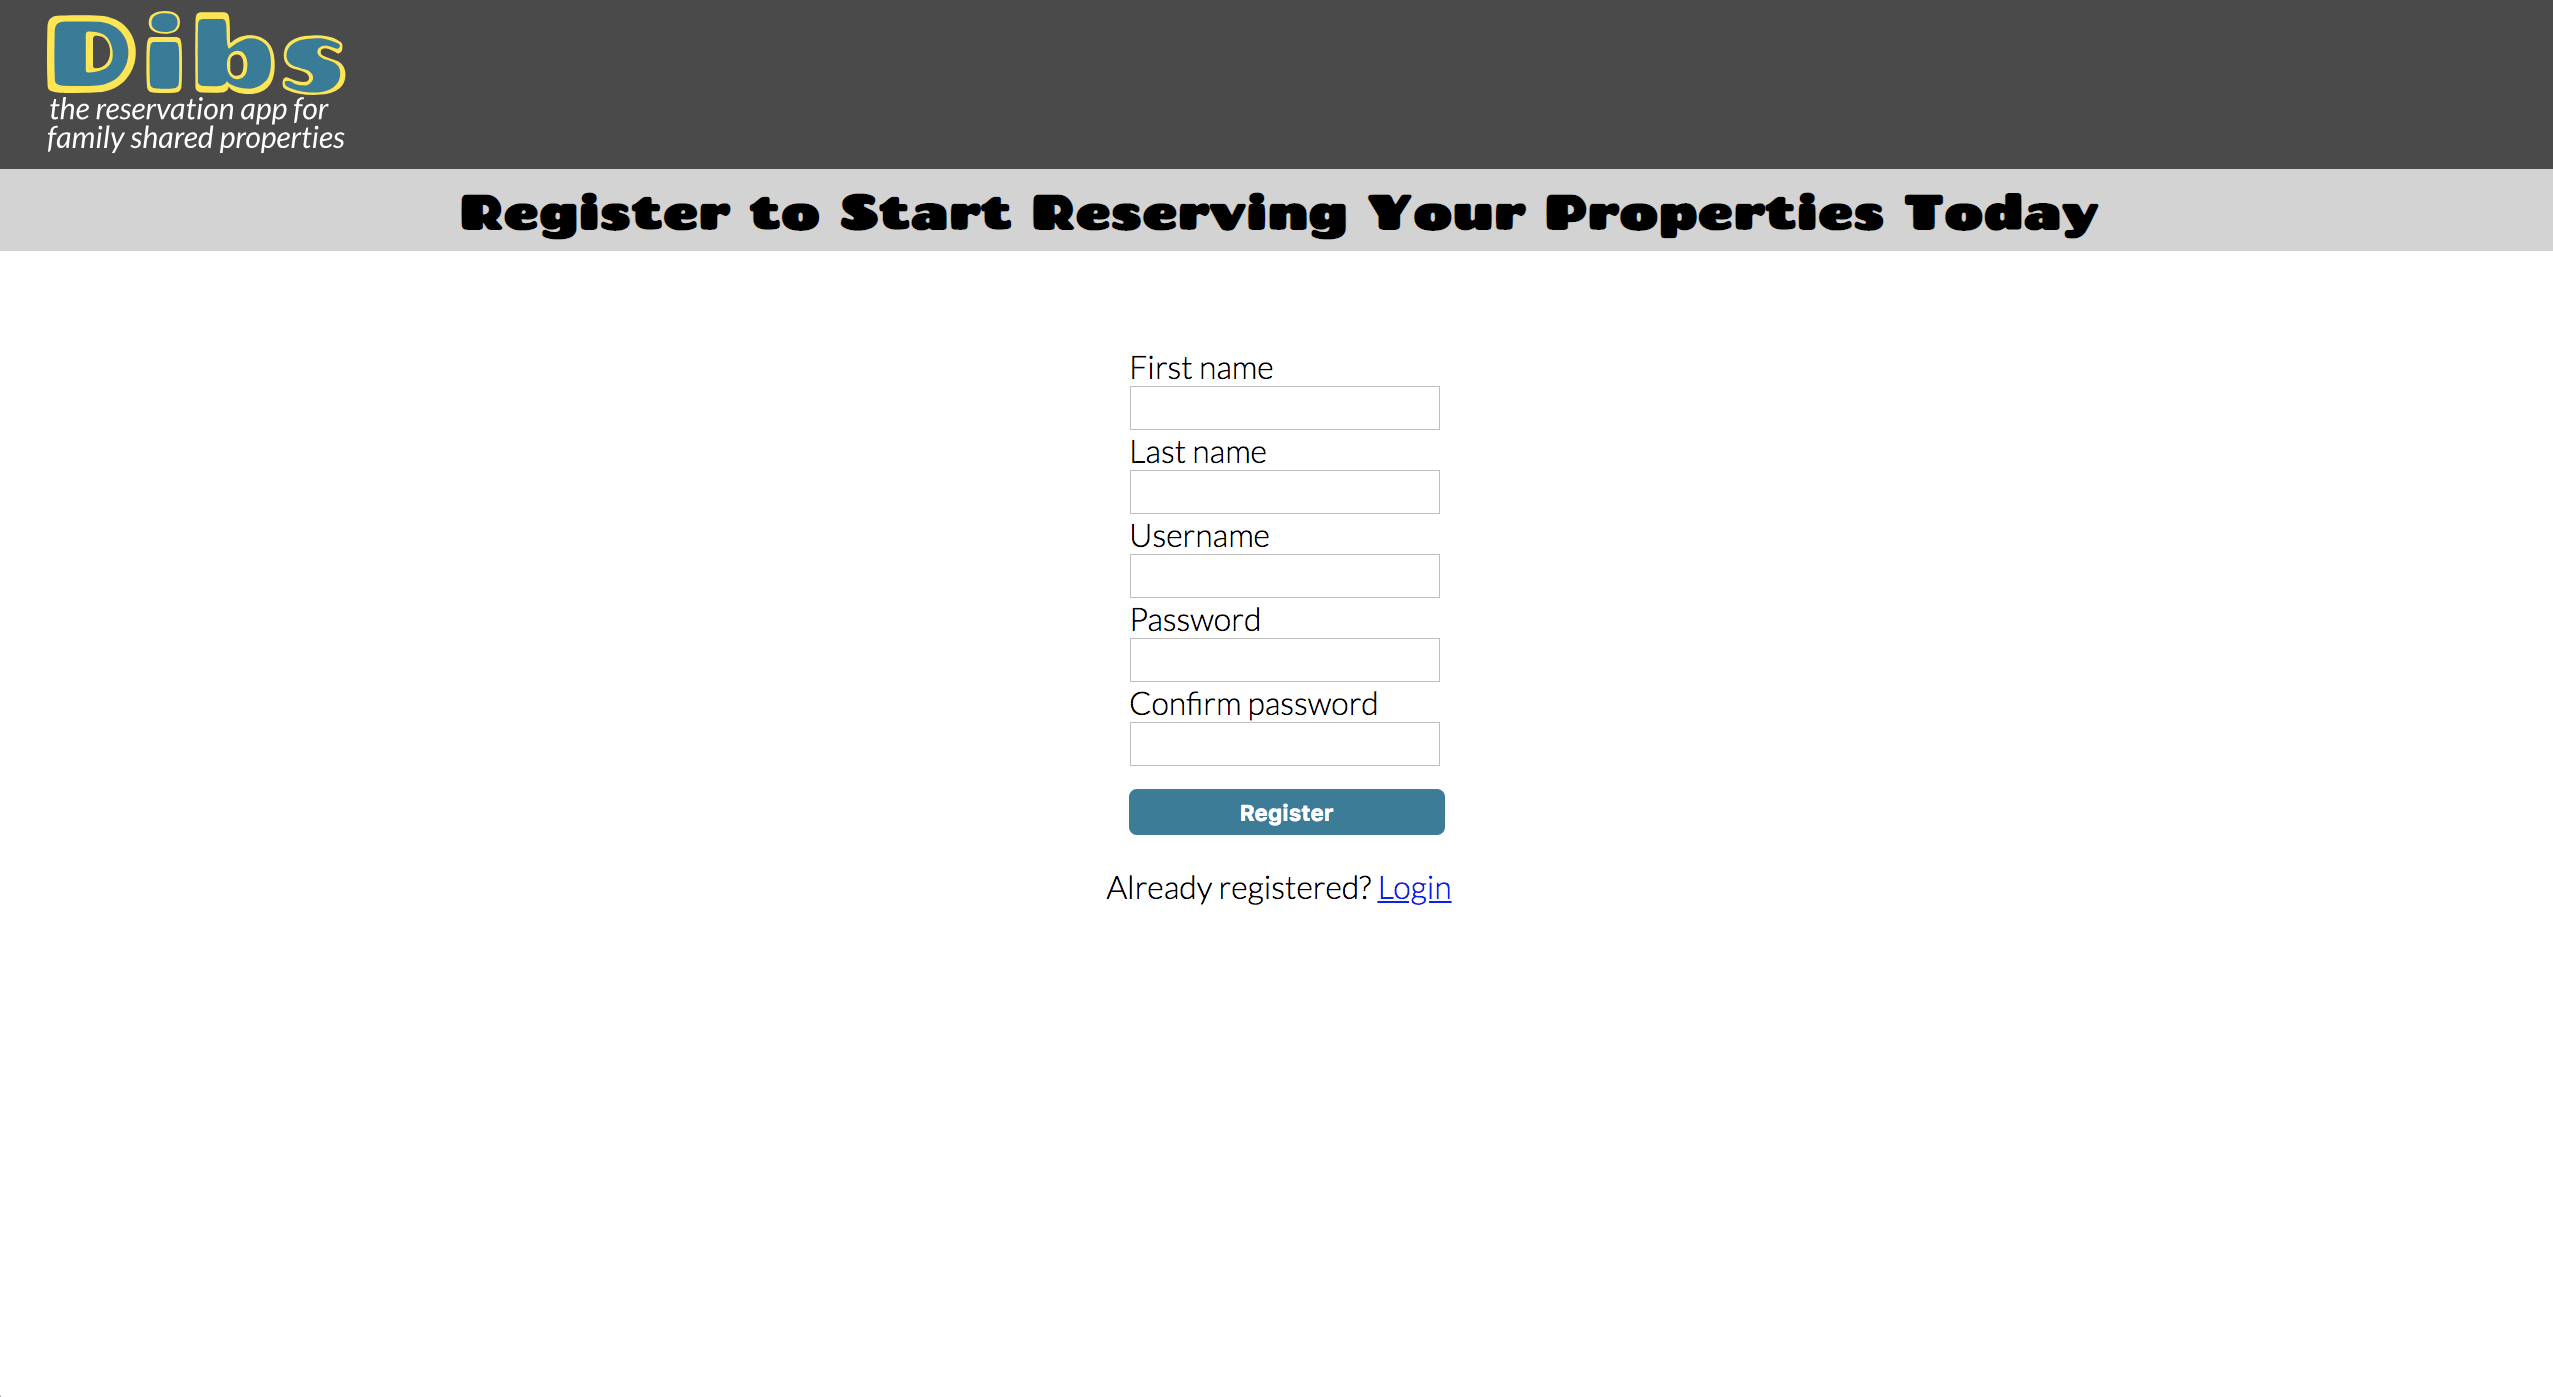 Dibs
the reservation app for
family shared properties
Register to Start Reserving Your Properties Today
First name
Last name
Username
Password
Confirm password
Register
Already registered? Login